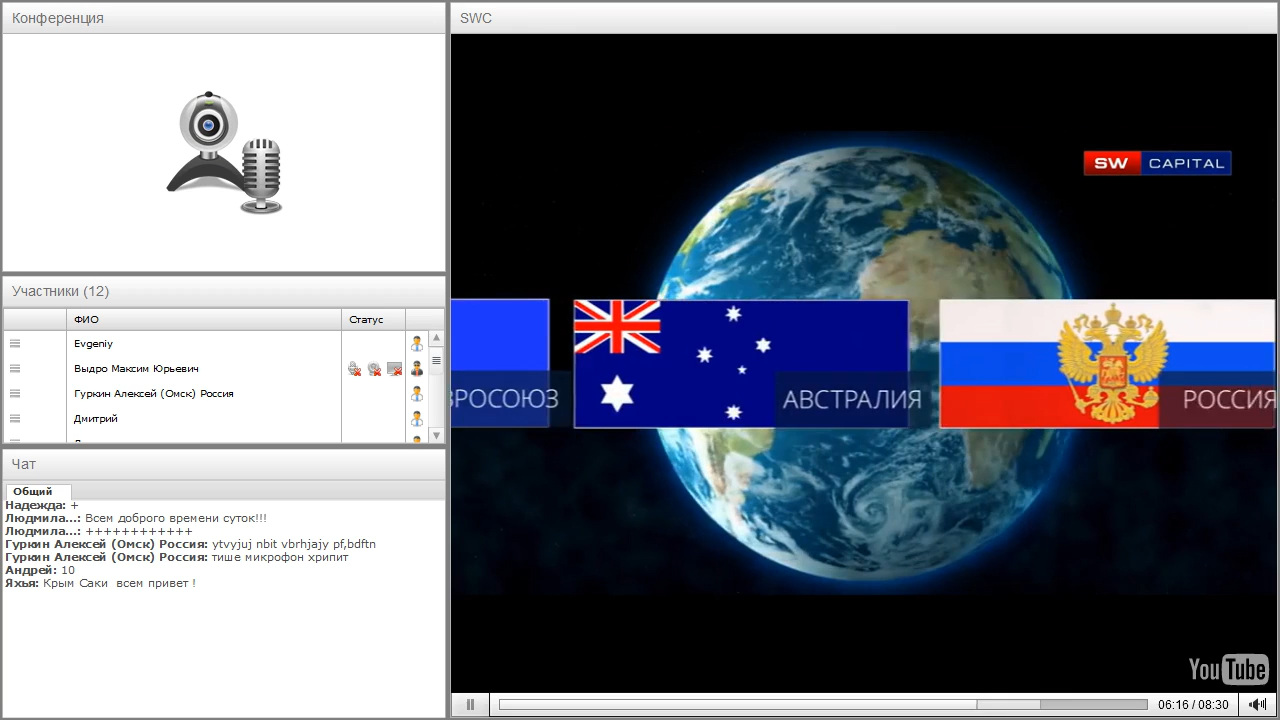 Конференция
SWC
SW CAPITAL
ВРОСОЮЗ
АВСТРАЛИЯ
РОССИЯ
Участники (12)
ФИО Статус
Evgeniy
Выдро Максим Юрьевич
Гуркин Алексей (Омск) Россия
Дмитрий
Чат
Общий
Надежда: +
Людмила...: Всем доброго времени суток!!!
Людмила...: ++++++++++++
Гуркин Алексей (Омск) Россия: ytvyjuj nbit vbrhjajy pf,bdftn
Гуркин Алексей (Омск) Россия: тише микрофон хрипит
Андрей: 10
Яхья: Крым Саки всем привет !
YouTube
06:16 / 08:30